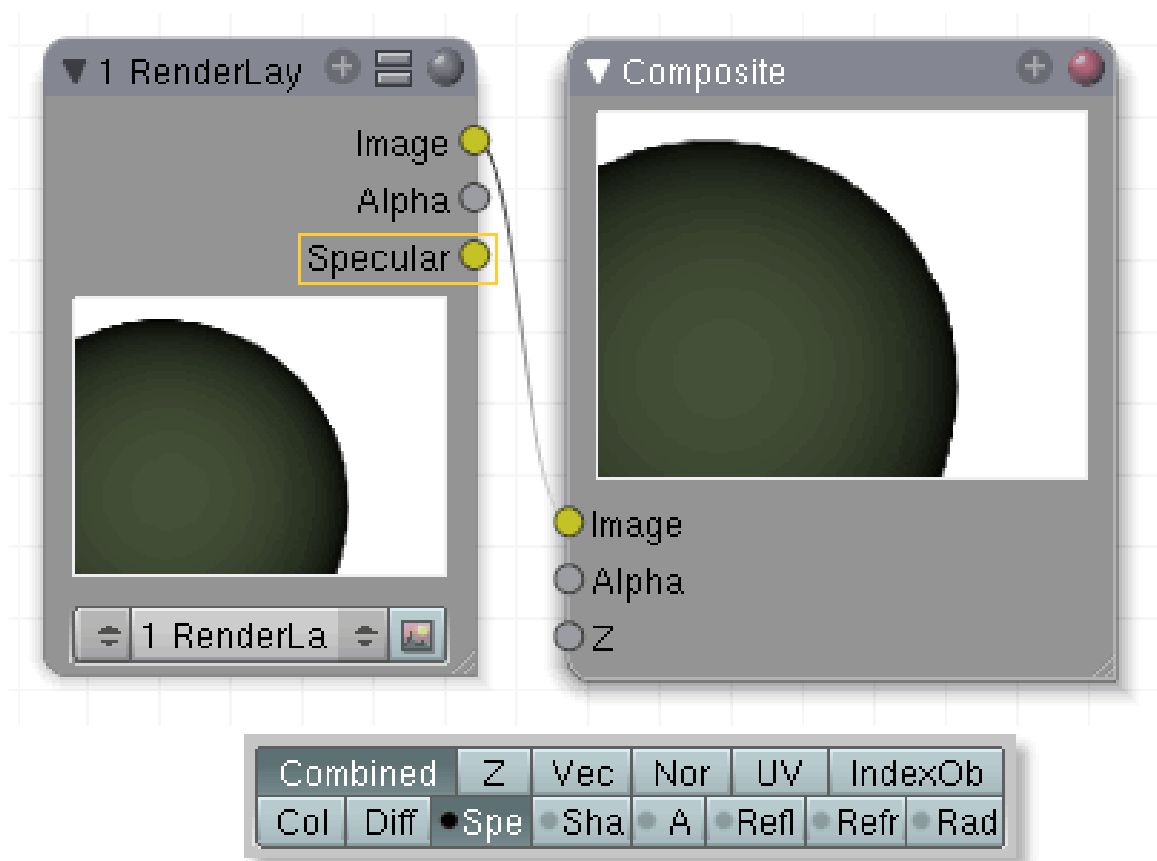 1 RenderLay
Image
Alpha
Specular
1 RenderLa
Composite
Image
Alpha
Z
Combined Z Vec Nor UV IndexOb
Col Diff Spe Sha A Refl Refr Rad